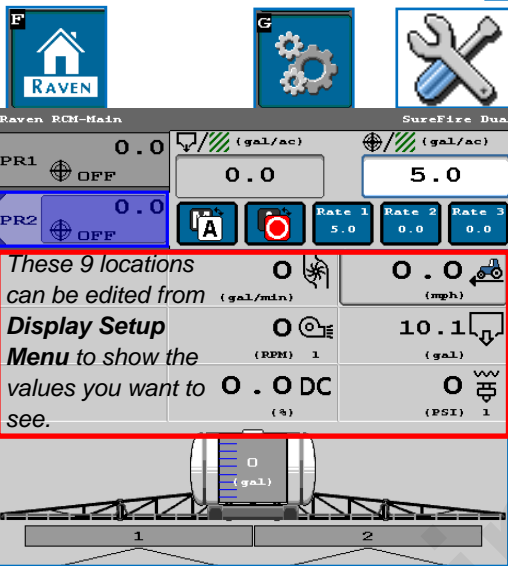 F
RAVEN
G
Raven RCM-Main SureFire Dua
PR1 0.0
OFF
/ (gal/ac) / (gal/ac)
0.0 5.0
PR2 0.0
OFF
A
Rate 1 Rate 2 Rate 3
5.0 0.0 0.0
These 9 locations
can be edited from
Display Setup
Menu to show the
values you want to
see.
0 0.0
(gal/min) (mph)
0 10.1
(RPM) 1 (gal)
0.0 DC 0
(%) (PSI) 1
0
(gal)
1 2